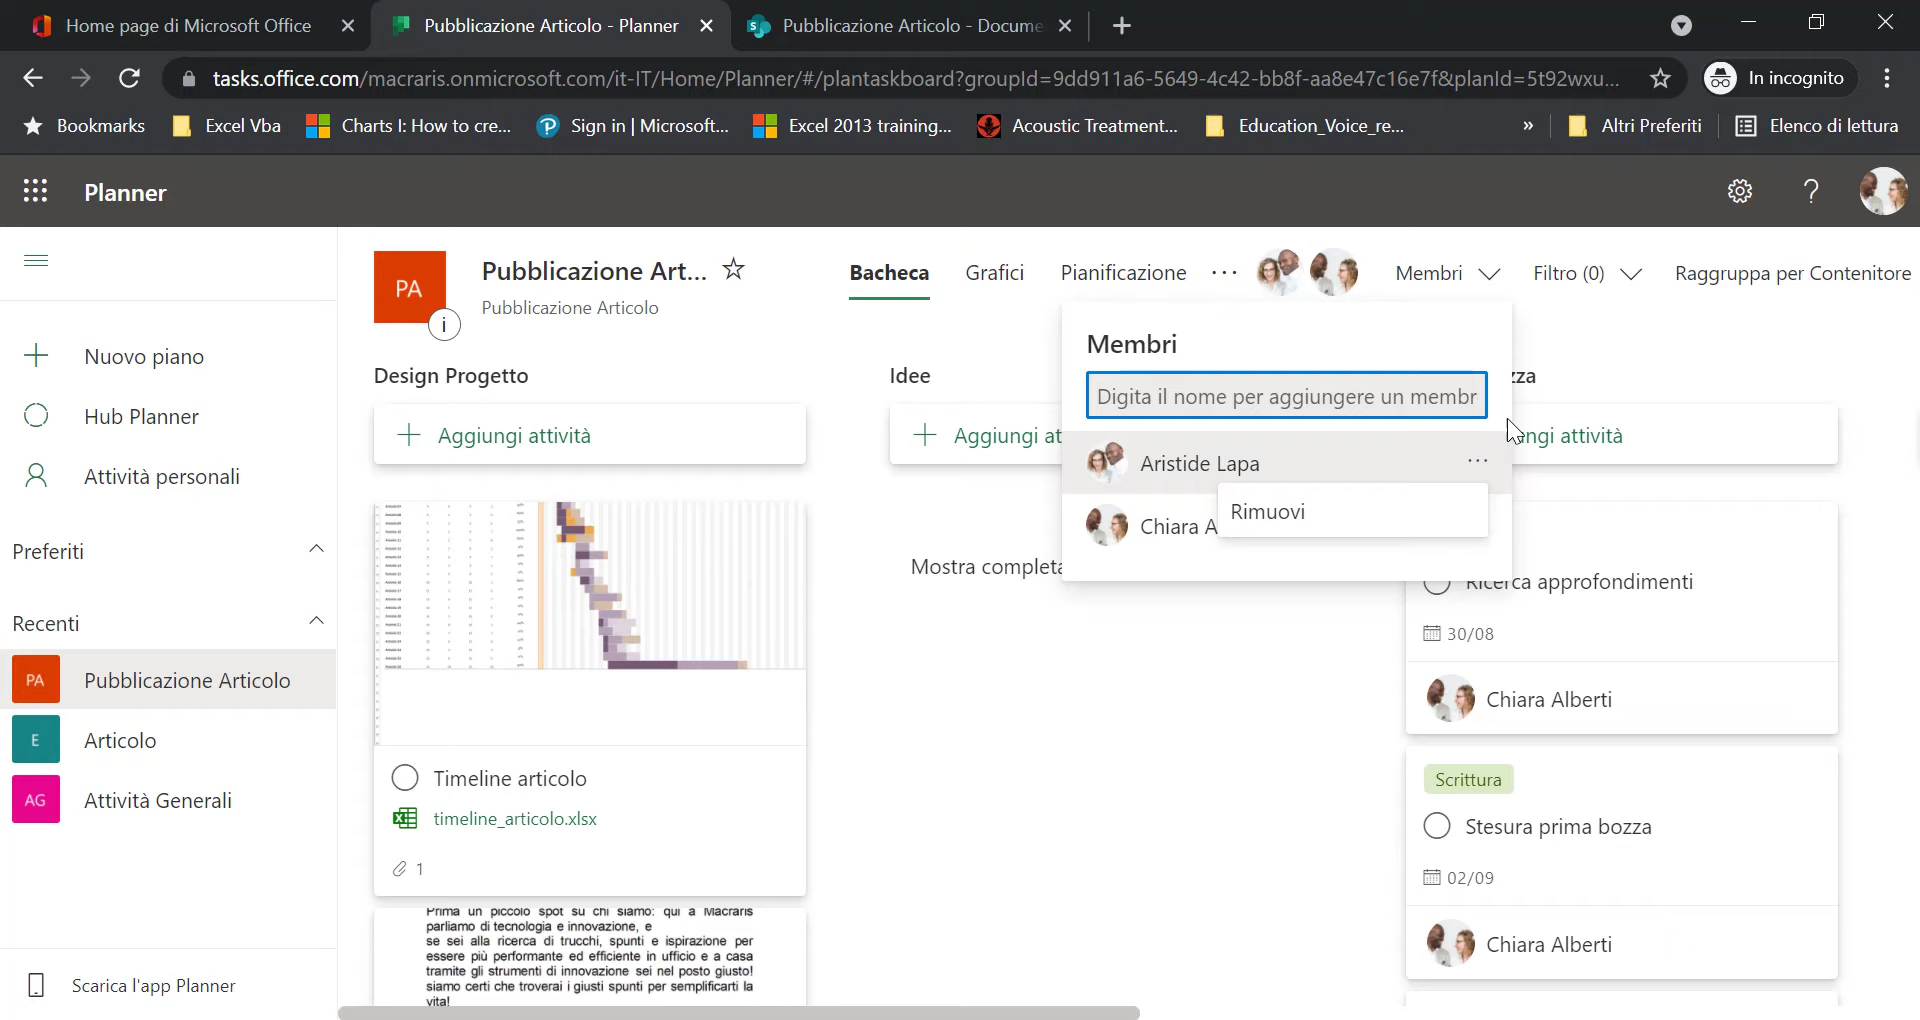 Home page di Microsoft Office
Pubblicazione Articolo - Planner
Pubblicazione Articolo - Docume
tasks.office.com/macraris.onmicrosoft.com/it-IT/Home/Planner/#/plantaskboard?groupId=9dd911a6-5649-4c42-bb8f-aa8e47c16e7f&planId=5t92wxu...
In incognito
Bookmarks
Excel Vba
Charts I: How to cre...
Sign in | Microsoft...
Excel 2013 training...
Acoustic Treatment...
Education_Voice_re...
»
Altri Preferiti
Elenco di lettura
Planner
?
PA
i
Pubblicazione Art...
Pubblicazione Articolo
Bacheca
Grafici
Pianificazione
...
Membri
Filtro (0)
Raggruppa per Contenitore
Nuovo piano
Hub Planner
Attività personali
Preferiti
Recenti
PA
Pubblicazione Articolo
E
Articolo
AG
Attività Generali
Scarica l'app Planner
Design Progetto
Aggiungi attività
Timeline articolo
timeline_articolo.xlsx
1
Prima un piccolo spot su chi siamo: qui a Macraris
parliamo di tecnologia e innovazione, e
se sei alla ricerca di trucchi, spunti e ispirazione per
essere più performante ed efficiente in ufficio e a casa
tramite gli strumenti di innovazione sei nel posto giusto!
siamo certi che troverai i giusti spunti per semplificarti la
vita!
Idee
Aggiungi at
Mostra completa
Membri
Digita il nome per aggiungere un membr
Aristide Lapa
...
Rimuovi
Chiara A
zza
ngi attività
Ricerca approfondimenti
30/08
Chiara Alberti
Scrittura
Stesura prima bozza
02/09
Chiara Alberti